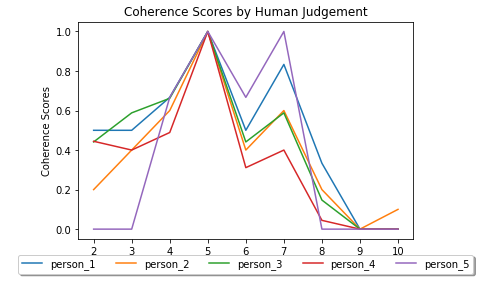 Coherence Scores by Human Judgement
1.0
0.8
0.6
0.4
0.2
0.0
Coherence Scores
2 3 4 5 6 7 8 9 10
person_1 person_2 person_3 person_4 person_5